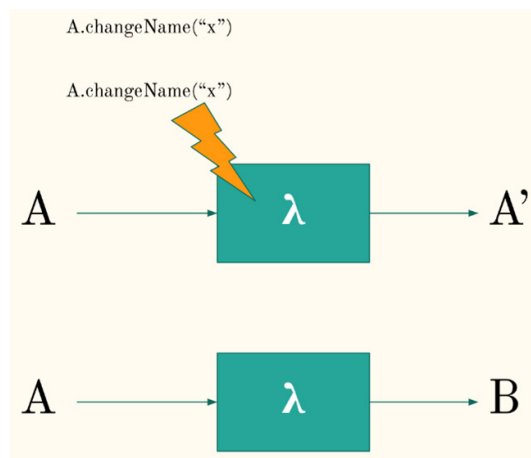 A.changeName(“x”)
A.changeName(“x”)
A λ A’
A λ B